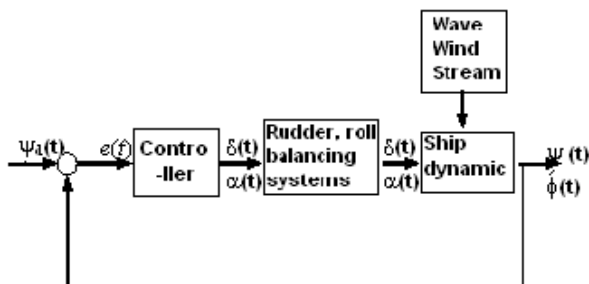 Wave
Wind
Stream
ψd(t)
e(t)
Contro
-ller
δ(t)
α(t)
Rudder, roll
balancing
systems
δ(t)
α(t)
Ship
dynamic
ψ(t)
φ̇(t)